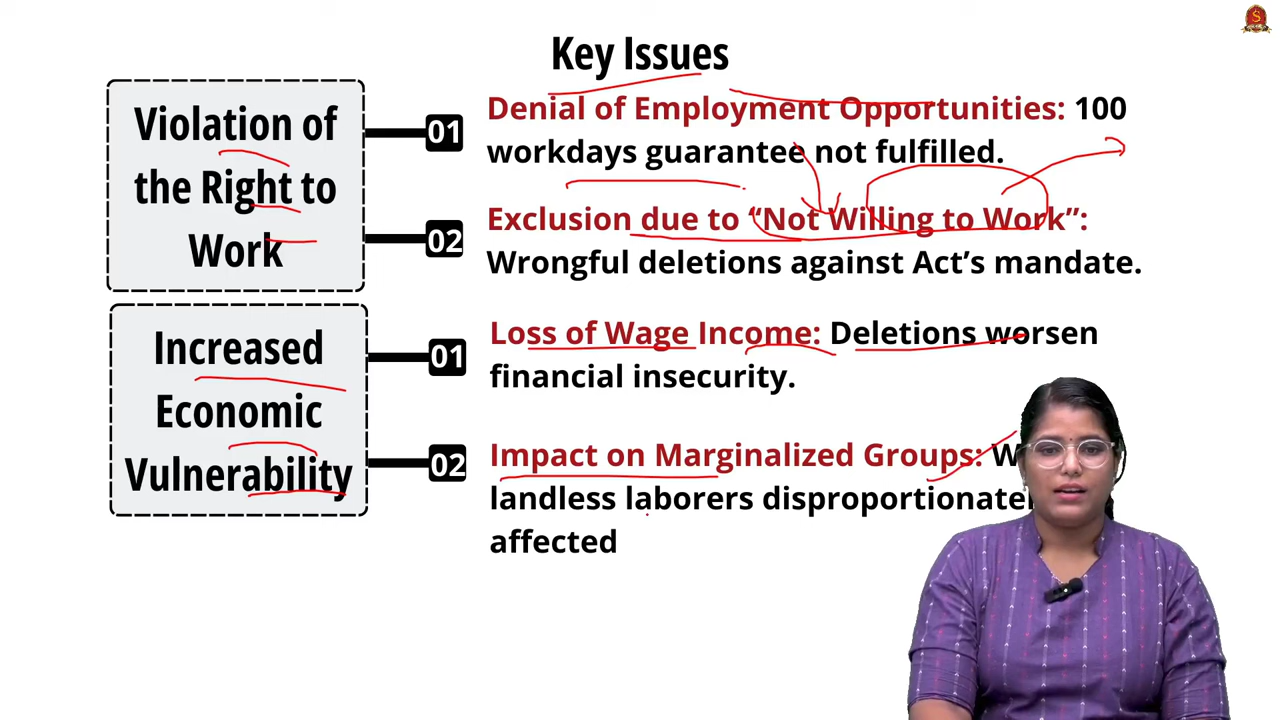 Key Issues
Violation of
the Right to
Work
01
Denial of Employment Opportunities: 100
workdays guarantee not fulfilled.
02
Exclusion due to “Not Willing to Work”:
Wrongful deletions against Act’s mandate.
Increased
Economic
Vulnerability
01
Loss of Wage Income: Deletions worsen
financial insecurity.
02
Impact on Marginalized Groups:
landless laborers
affected